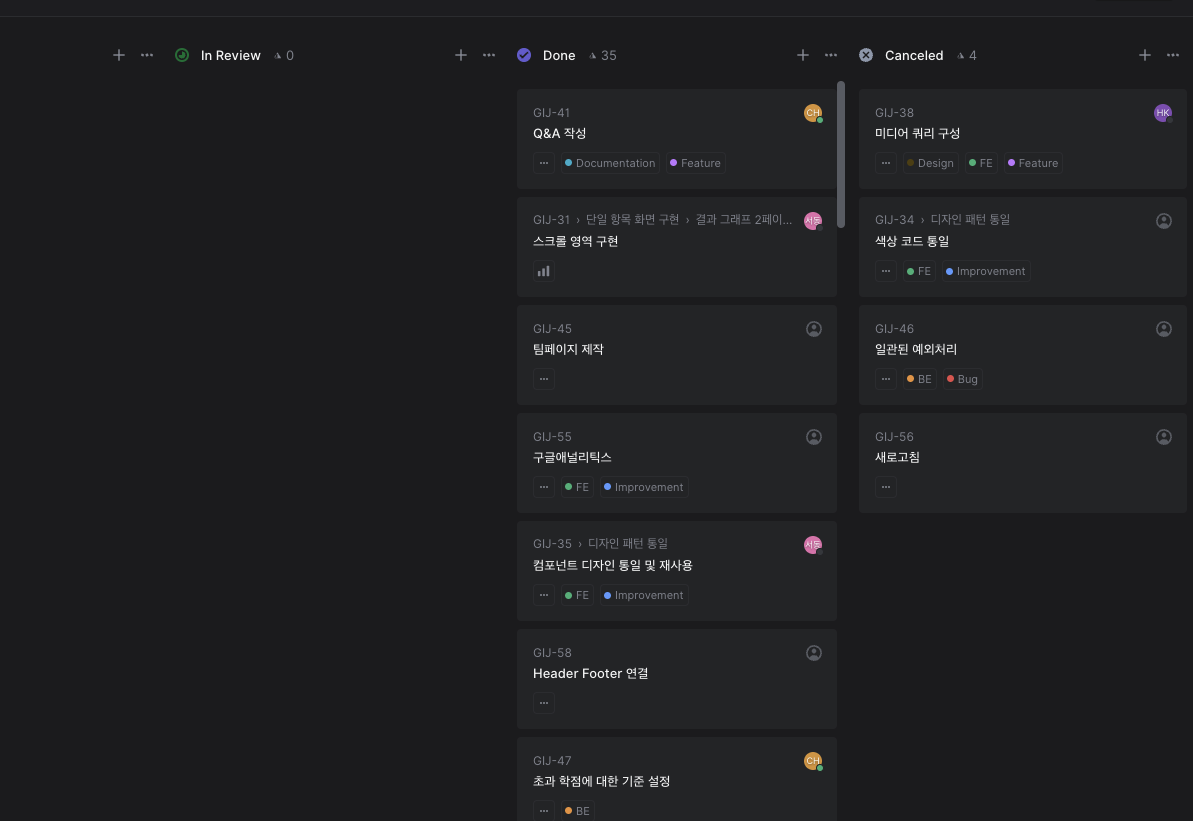 In Review 0
Done 35
GIJ-41
CH
Q&A 작성
Documentation Feature
GIJ-31 › 단일 항목 화면 구현 › 결과 그래프 2페이...
서동
스크롤 영역 구현
GIJ-45
팀페이지 제작
GIJ-55
구글애널리틱스
FE Improvement
GIJ-35 › 디자인 패턴 통일
서동
컴포넌트 디자인 통일 및 재사용
FE Improvement
GIJ-58
Header Footer 연결
GIJ-47
CH
초과 학점에 대한 기준 설정
BE
Canceled 4
GIJ-38
HK
미디어 쿼리 구성
Design FE Feature
GIJ-34 › 디자인 패턴 통일
색상 코드 통일
FE Improvement
GIJ-46
일관된 예외처리
BE Bug
GIJ-56
새로고침